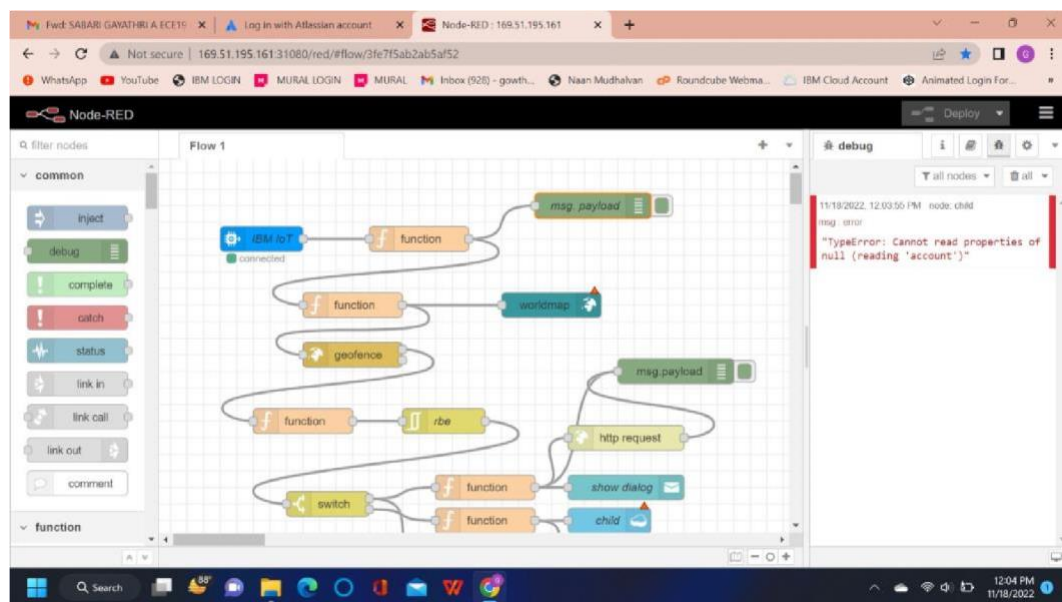 Fwd: SABARI GAYATHRI A ECE19
Log in with Atlassian account
Node-RED : 169.51.195.161
Not secure | 169.51.195.161:31080/red/#flow/3fe7f5ab2ab5af52
G
WhatsApp YouTube IBM LOGIN MURAL LOGIN MURAL Inbox (926) - gowth... Naan Mudhalvan Roundcube Webma... IBM Cloud Account Animated Login For...
Node-RED
Deploy
filter nodes
Flow 1
debug
common
all nodes
all
inject
debug
complete
catch
status
link in
link call
link out
comment
function
msg. payload
IBM IoT
connected
function
function
worldmap
geofence
msg.payload
function
rbe
http request
function
show dialog
switch
function
child
11/18/2022, 12:03:55 PM node: child
msg : error
"TypeError: Cannot read properties of
null (reading 'account')"
88°
Search
12:04 PM
11/18/2022